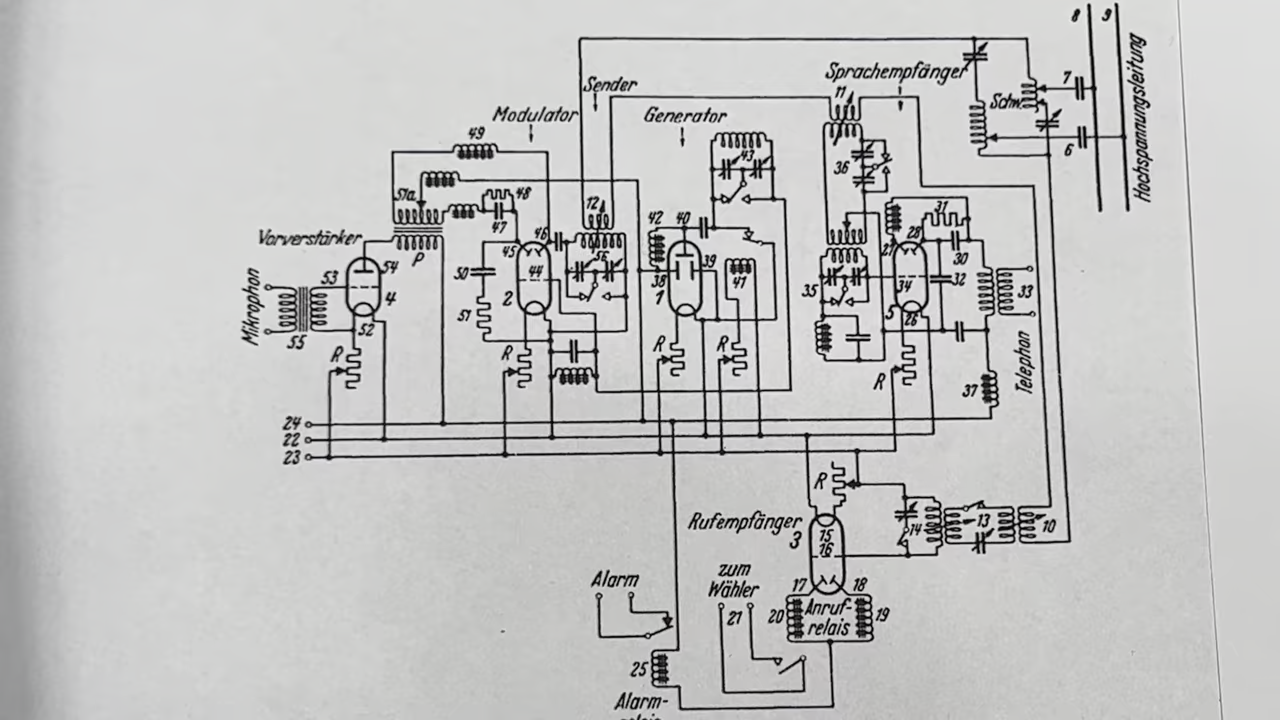 8 9
Hochspannungsleitung
Sprachempfänger
Sender
Modulator
Generator
11
7
Schw.
6
49
43
36
51a
48
47
12
42 40
31
Vorverstärker
P
46
45
56
28
27
30
Mikrophon
54
53
4
50
44
2
38
39
1
41
35
34
32
33
5
26
55
52
51
R
R
R
R
R
37
Telephon
24
22
23
R
Rufempfänger
3
15
16
14
13
10
Alarm
zum
Wähler
21
17
18
20
Anruf-
relais
19
25
Alarm-
relais